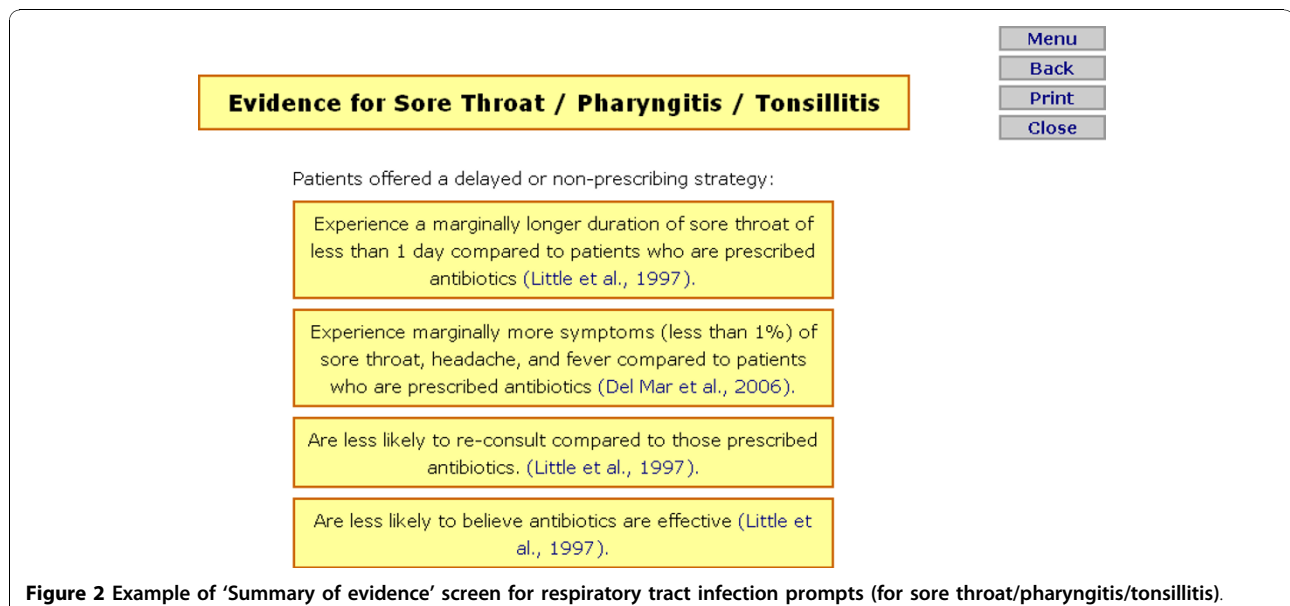 Menu
Back
Print
Close
Evidence for Sore Throat / Pharyngitis / Tonsillitis
Patients offered a delayed or non-prescribing strategy:
Experience a marginally longer duration of sore throat of
less than 1 day compared to patients who are prescribed
antibiotics (Little et al., 1997).
Experience marginally more symptoms (less than 1%) of
sore throat, headache, and fever compared to patients
who are prescribed antibiotics (Del Mar et al., 2006).
Are less likely to re-consult compared to those prescribed
antibiotics. (Little et al., 1997).
Are less likely to believe antibiotics are effective (Little et
al., 1997).
Figure 2 Example of ‘Summary of evidence’ screen for respiratory tract infection prompts (for sore throat/pharyngitis/tonsillitis).